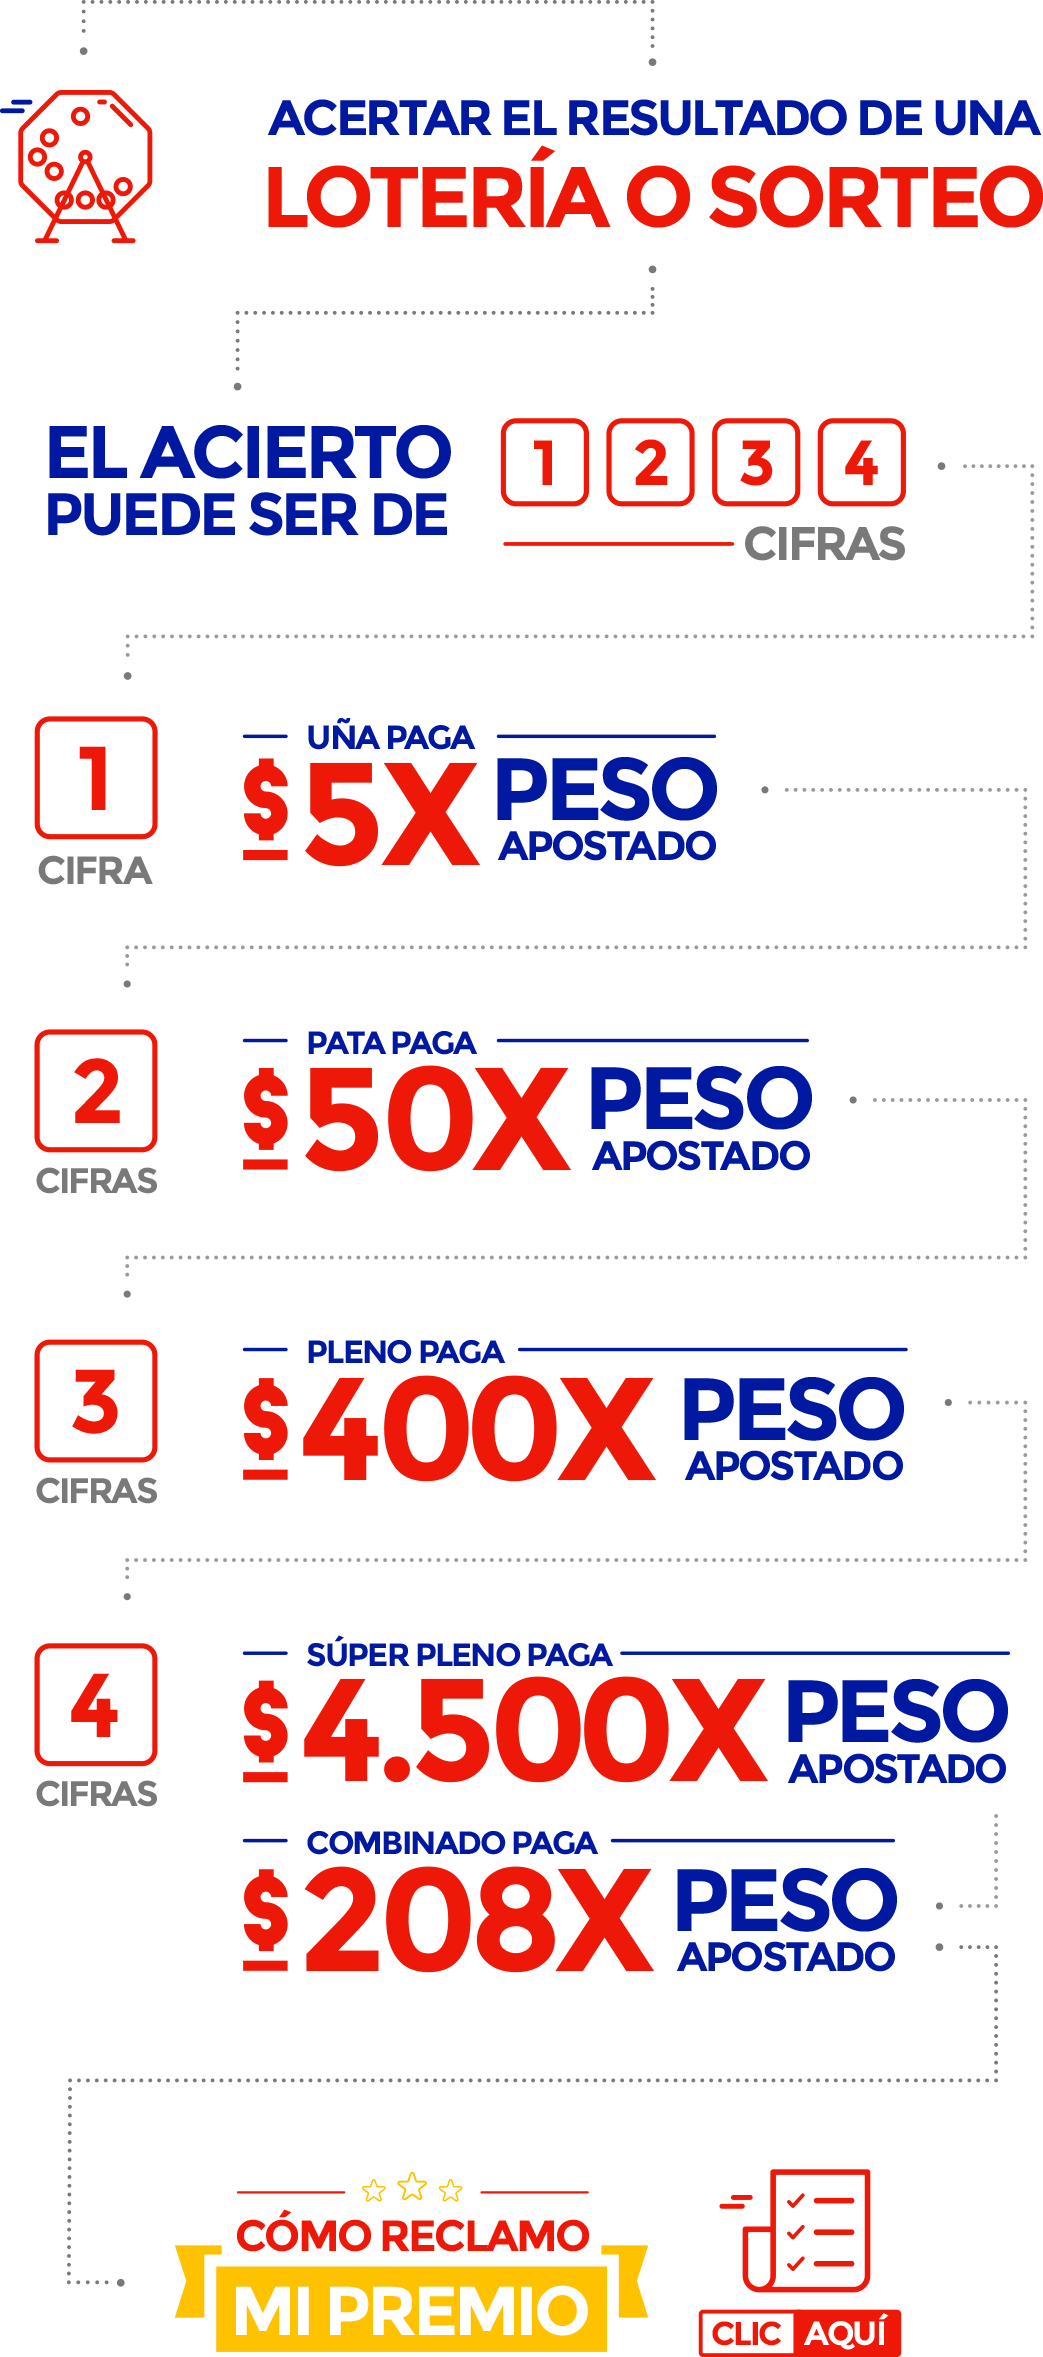 ACERTAR EL RESULTADO DE UNA
LOTERÍA O SORTEO
EL ACIERTO
PUEDE SER DE
1 2 3 4
CIFRAS
1
CIFRA
UÑA PAGA
$ 5X PESO
APOSTADO
2
CIFRAS
PATA PAGA
$ 50X PESO
APOSTADO
3
CIFRAS
PLENO PAGA
$ 400X PESO
APOSTADO
4
CIFRAS
SÚPER PLENO PAGA
$ 4.500X PESO
APOSTADO
COMBINADO PAGA
$ 208X PESO
APOSTADO
CÓMO RECLAMO
MI PREMIO
CLIC AQUÍ